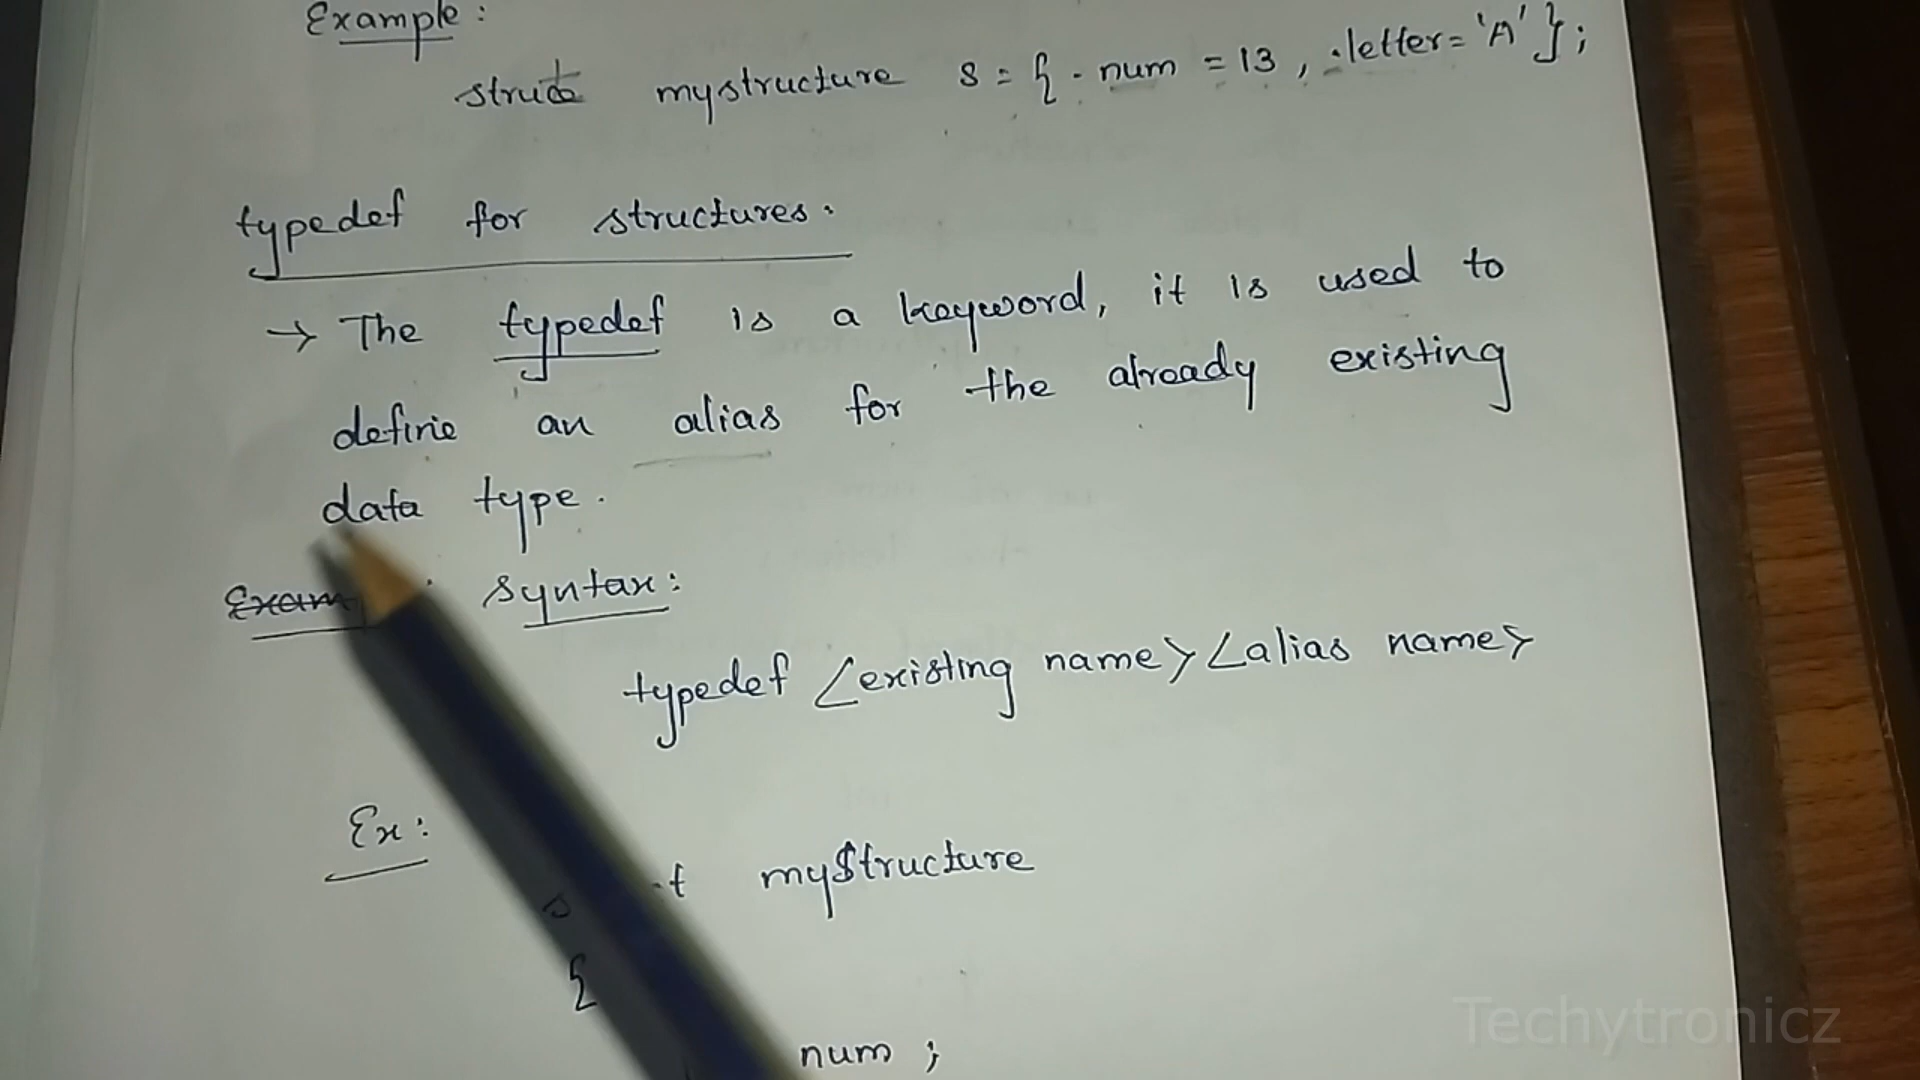 Example:
struct mystructure s = { .num = 13, .letter = 'A' };
typedef for structures.
→ The typedef is a keyword, it is used to
define an alias for the already existing
data type.
Exam : syntax:
typedef <existing name> <alias name>
Ex:
mystructure
{
num ;
Techytronicz